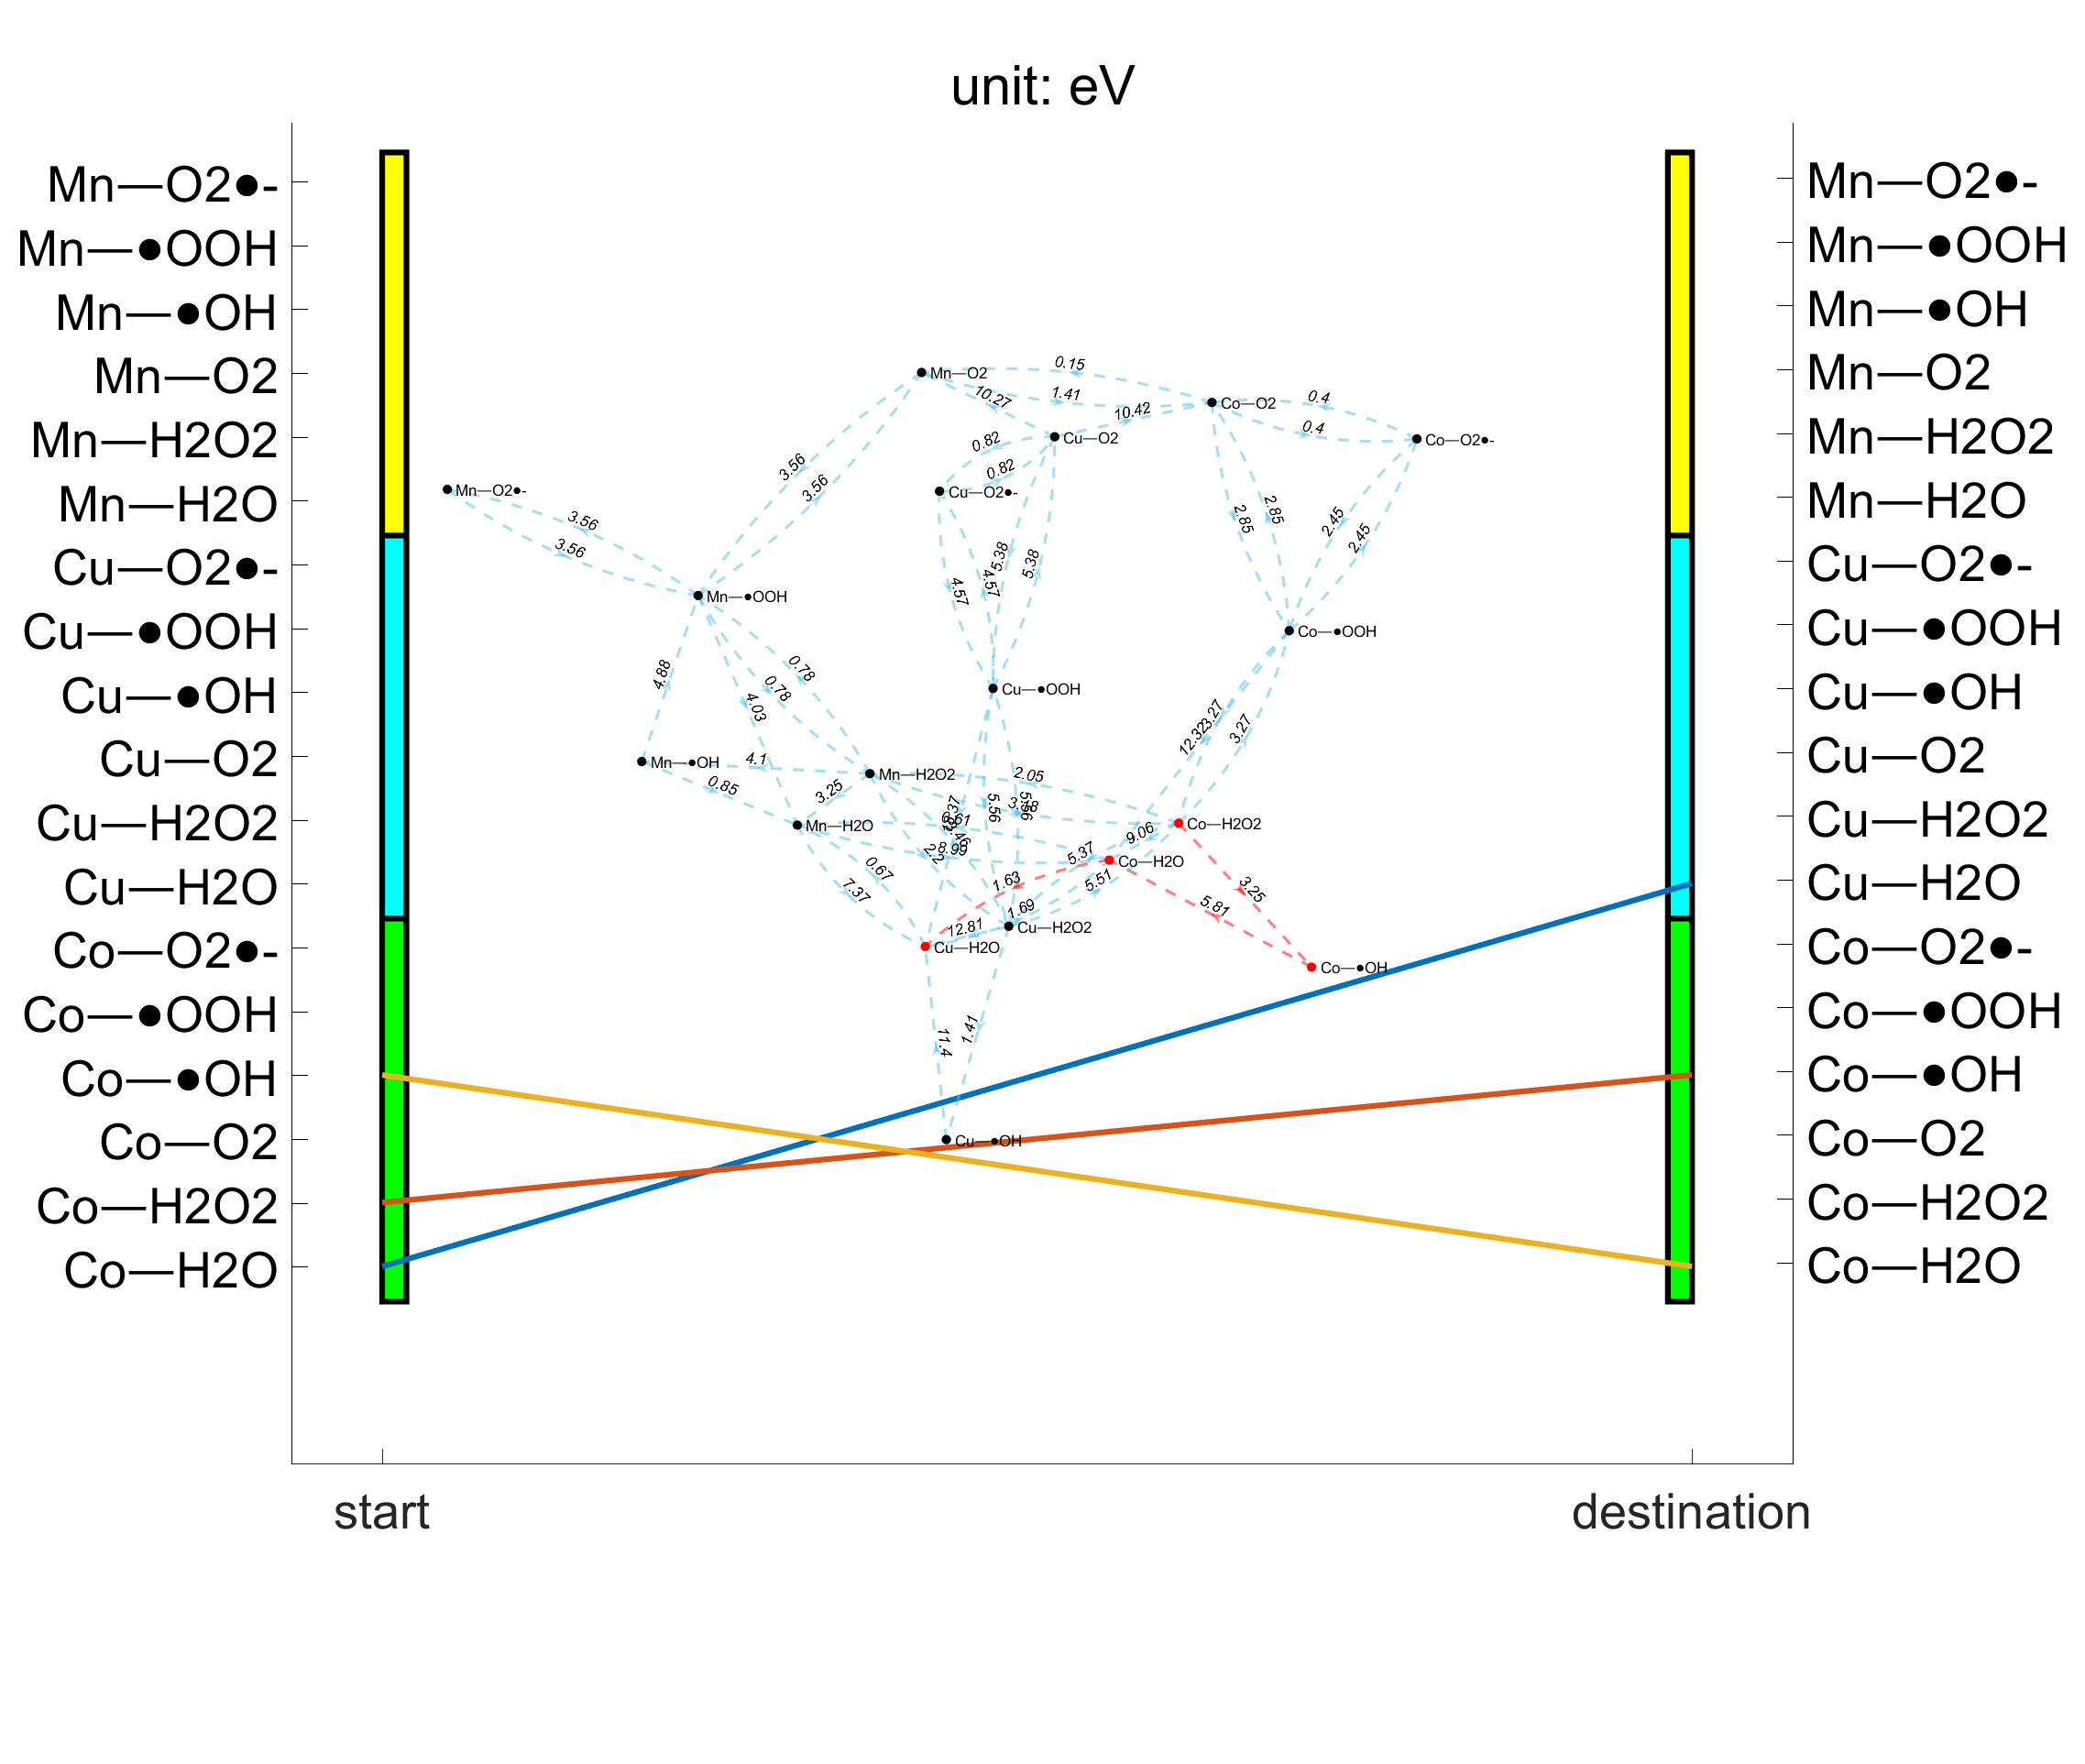 unit: eV
Mn—O2●-
Mn—●OOH
Mn—●OH
Mn—O2
Mn—H2O2
Mn—H2O
Cu—O2●-
Cu—●OOH
Cu—●OH
Cu—O2
Cu—H2O2
Cu—H2O
Co—O2●-
Co—●OOH
Co—●OH
Co—O2
Co—H2O2
Co—H2O
0.15
Mn—O2
10.27
1.41
10.42
Co—O2
0.4
0.4
Co—O2●-
Cu—O2
0.82
0.82
Cu—O2●-
3.56
3.56
Mn—O2●-
3.56
3.56
2.85
2.85
2.45
2.45
5.38
5.38
4.57
4.57
Mn—●OOH
Co—●OOH
4.88
0.78
0.78
4.03
Cu—●OOH
12.32
3.27
3.27
Mn—●OH
4.1
0.85
Mn—H2O2
2.05
3.25
5.56
Mn—H2O
Co—H2O2
9.06
8.99
2.2
5.37
Co—H2O
0.67
7.37
5.51
1.63
3.25
1.69
5.81
12.81
Cu—H2O2
Cu—H2O
Co—●OH
11.4
1.41
Cu—●OH
Mn—O2●-
Mn—●OOH
Mn—●OH
Mn—O2
Mn—H2O2
Mn—H2O
Cu—O2●-
Cu—●OOH
Cu—●OH
Cu—O2
Cu—H2O2
Cu—H2O
Co—O2●-
Co—●OOH
Co—●OH
Co—O2
Co—H2O2
Co—H2O
start
destination